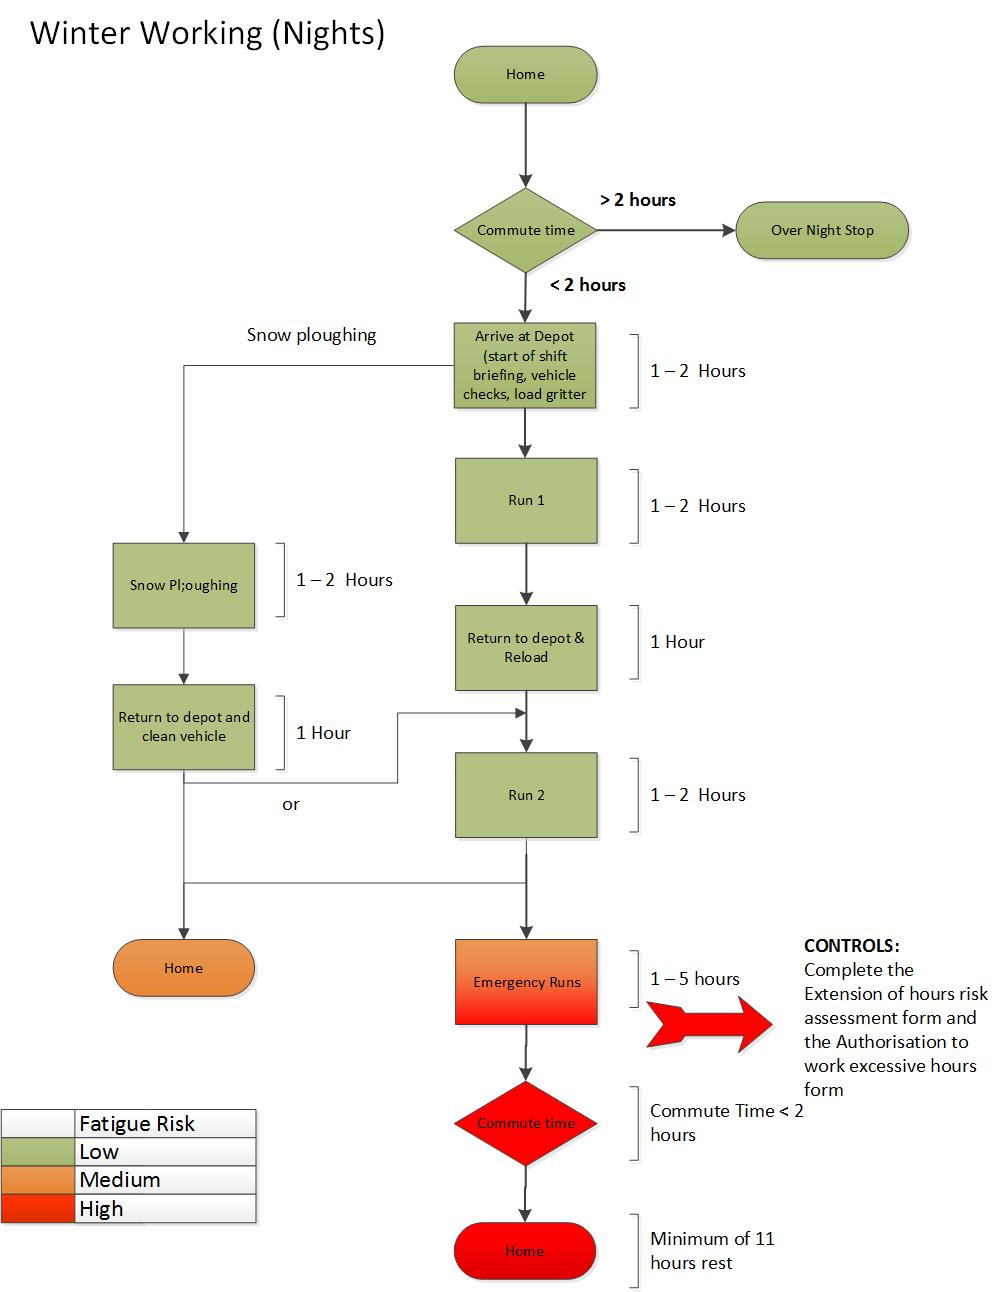 Winter Working (Nights)
Home
Commute time
> 2 hours
Over Night Stop
< 2 hours
Snow ploughing
Arrive at Depot
(start of shift
briefing, vehicle
checks, load gritter
1 – 2  Hours
Run 1
1 – 2  Hours
Snow Pl;oughing
1 – 2  Hours
Return to depot &
Reload
1 Hour
Return to depot and
clean vehicle
1 Hour
or
Run 2
1 – 2  Hours
Home
Emergency Runs
1 – 5 hours
CONTROLS:
Complete the
Extension of hours risk
assessment form and
the Authorisation to
work excessive hours
form
Commute time
Commute Time < 2
hours
Fatigue Risk
Low
Medium
High
Home
Minimum of 11
hours rest